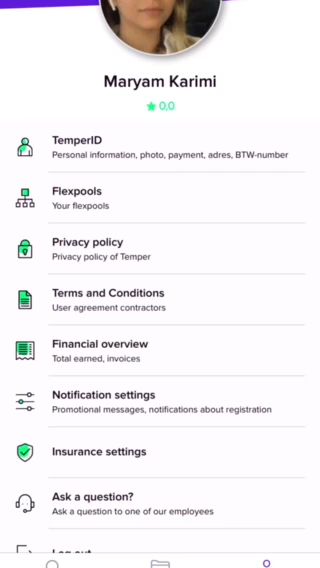 Maryam Karimi
0,0
TemperID
Personal information, photo, payment, adres, BTW-number
Flexpools
Your flexpools
Privacy policy
Privacy policy of Temper
Terms and Conditions
User agreement contractors
Financial overview
Total earned, invoices
Notification settings
Promotional messages, notifications about registration
Insurance settings
Ask a question?
Ask a question to one of our employees
Log out